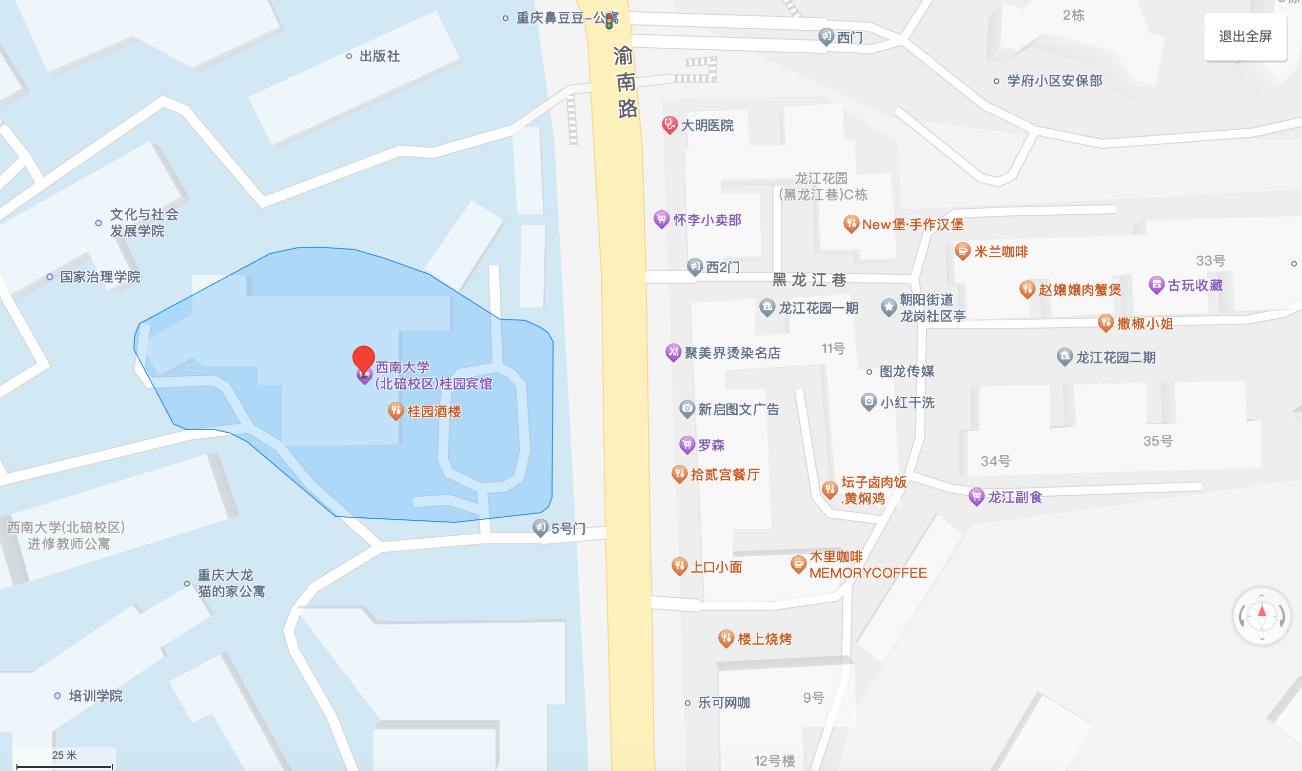 重庆鼻豆豆-公寓
2栋
退出全屏
西门
渝南路
出版社
学府小区安保部
大明医院
龙江花园
(黑龙江巷)C栋
文化与社会
发展学院
怀李小卖部
New堡·手作汉堡
米兰咖啡
33号
国家治理学院
西2门
黑龙江巷
赵嬢嬢肉蟹煲
古玩收藏
龙江花园一期
朝阳街道
龙岗社区亭
撒椒小姐
聚美界烫染名店
11号
龙江花园二期
西南大学
(北碚校区)桂园宾馆
图龙传媒
桂园酒楼
新启图文广告
小红干洗
罗森
35号
拾贰宫餐厅
34号
坛子卤肉饭
.黄焖鸡
龙江副食
西南大学(北碚校区)
进修教师公寓
5号门
重庆大龙
猫的家公寓
上口小面
木里咖啡
MEMORYCOFFEE
楼上烧烤
培训学院
乐可网咖
9号
25 米
12号楼